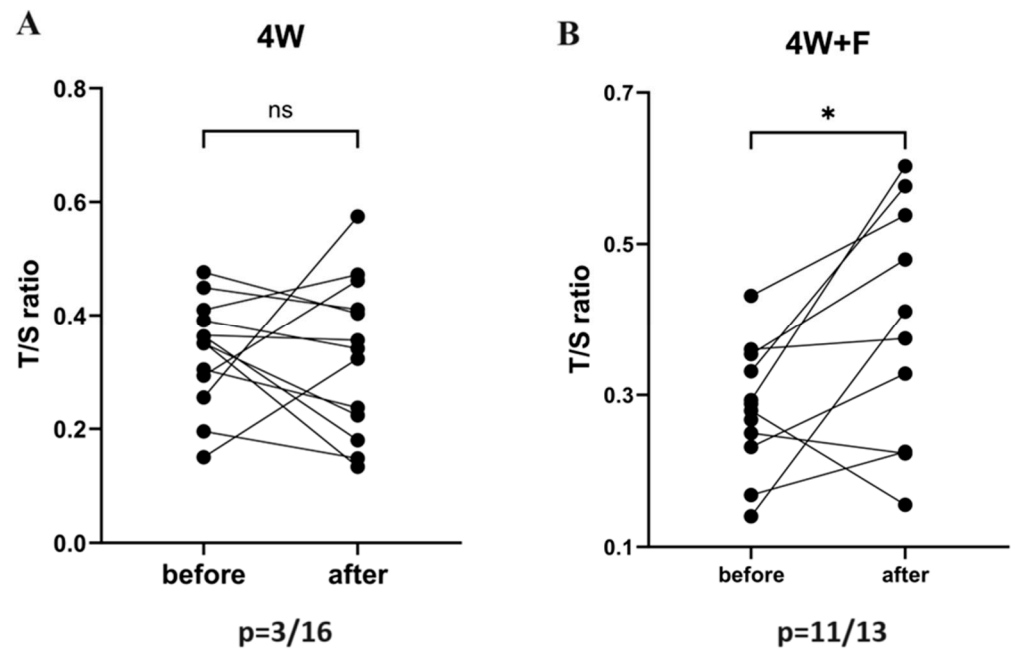 A
4W
ns
T/S ratio
0.8
0.6
0.4
0.2
0.0
before after
p=3/16
B
4W+F
*
T/S ratio
0.7
0.5
0.3
0.1
before after
p=11/13